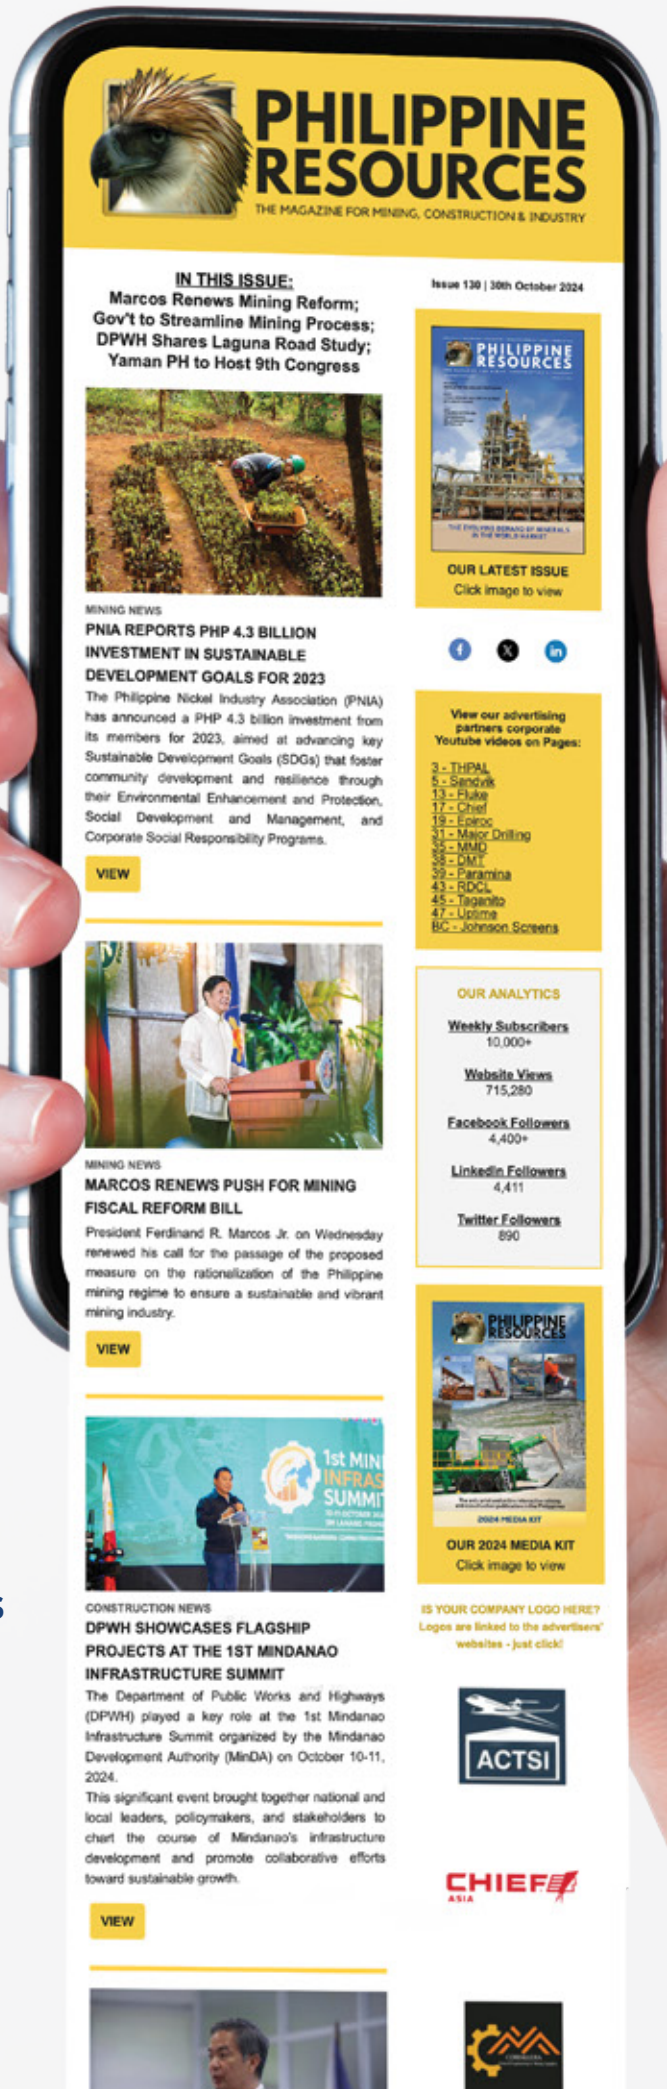 PHILIPPINE
RESOURCES
THE MAGAZINE FOR MINING, CONSTRUCTION & INDUSTRY
IN THIS ISSUE:
Marcos Renews Mining Reform;
Gov't to Streamline Mining Process;
DPWH Shares Laguna Road Study;
Yaman PH to Host 9th Congress
MINING NEWS
PNIA REPORTS PHP 4.3 BILLION
INVESTMENT IN SUSTAINABLE
DEVELOPMENT GOALS FOR 2023
The Philippine Nickel Industry Association (PNIA)
has announced a PHP 4.3 billion investment from
its members for 2023, aimed at advancing key
Sustainable Development Goals (SDGs) that foster
community development and resilience through
their Environmental Enhancement and Protection,
Social Development and Management, and
Corporate Social Responsibility Programs.
VIEW
MINING NEWS
MARCOS RENEWS PUSH FOR MINING
FISCAL REFORM BILL
President Ferdinand R. Marcos Jr. on Wednesday
renewed his call for the passage of the proposed
measure on the rationalization of the Philippine
mining regime to ensure a sustainable and vibrant
mining industry.
VIEW
1st MIN
INFRAS
SUMMIT
CONSTRUCTION NEWS
DPWH SHOWCASES FLAGSHIP
PROJECTS AT THE 1ST MINDANAO
INFRASTRUCTURE SUMMIT
The Department of Public Works and Highways
(DPWH) played a key role at the 1st Mindanao
Infrastructure Summit organized by the Mindanao
Development Authority (MinDA) on October 10-11,
2024.
This significant event brought together national and
local leaders, policymakers, and stakeholders to
chart the course of Mindanao's infrastructure
development and promote collaborative efforts
toward sustainable growth.
VIEW
Issue 130 | 30th October 2024
PHILIPPINE
RESOURCES
THE EVOLVING DEMAND OF MINERALS
IN THE WORLD MARKET
OUR LATEST ISSUE
Click image to view
View our advertising
partners corporate
Youtube videos on Pages:
3 - THPAL
5 - Sandvik
13 - Fluke
17 - Chief
19 - Epiroc
31 - Major Drilling
35 - MMD
38 - DMT
39 - Paramina
43 - RDCL
45 - Taganito
47 - Uptime
BC - Johnson Screens
OUR ANALYTICS
Weekly Subscribers
10,000+
Website Views
715,280
Facebook Followers
4,400+
LinkedIn Followers
4,411
Twitter Followers
890
PHILIPPINE
RESOURCES
2024 MEDIA KIT
OUR 2024 MEDIA KIT
Click image to view
IS YOUR COMPANY LOGO HERE?
Logos are linked to the advertisers'
websites - just click!
ACTSI
CHIEF
ASIA
s